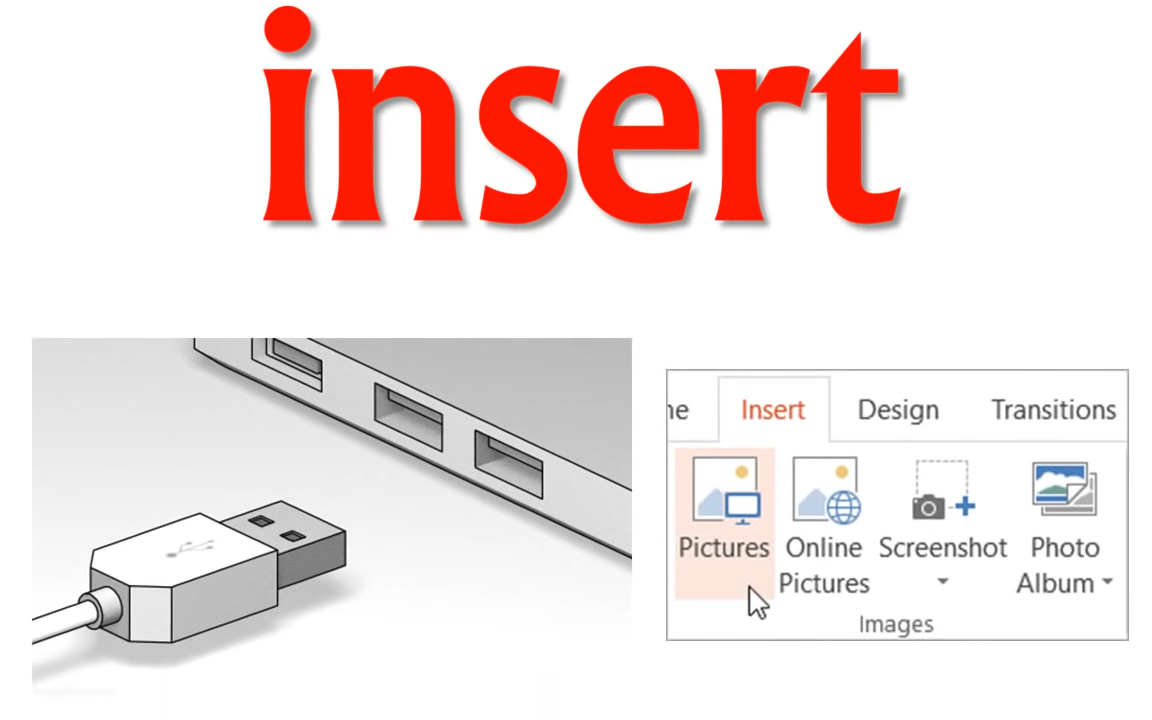 insert
ne Insert Design Transitions
Pictures Online Pictures Screenshot Photo Album
Images